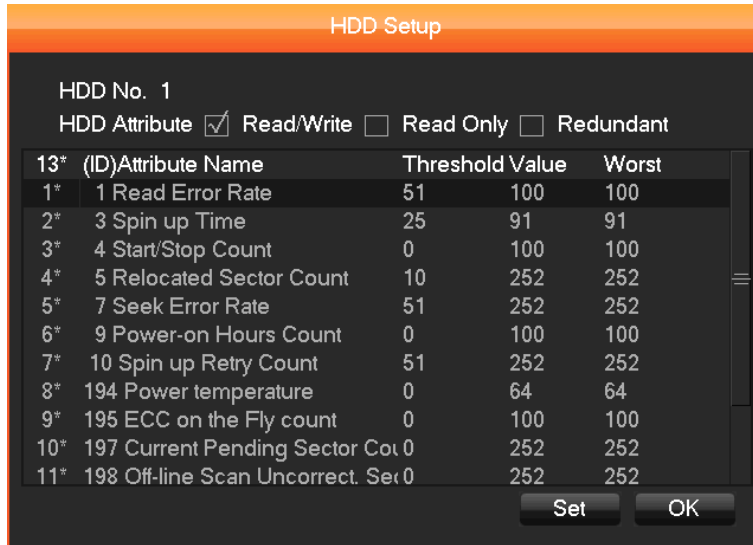 HDD Setup
HDD No. 1
HDD Attribute Read/Write Read Only Redundant
13* (ID)Attribute Name Threshold Value Worst
1* 1 Read Error Rate 51 100 100
2* 3 Spin up Time 25 91 91
3* 4 Start/Stop Count 0 100 100
4* 5 Relocated Sector Count 10 252 252
5* 7 Seek Error Rate 51 252 252
6* 9 Power-on Hours Count 0 100 100
7* 10 Spin up Retry Count 51 252 252
8* 194 Power temperature 0 64 64
9* 195 ECC on the Fly count 0 100 100
10* 197 Current Pending Sector Cou 0 252 252
11* 198 Off-line Scan Uncorrect. Sec 0 252 252
Set OK